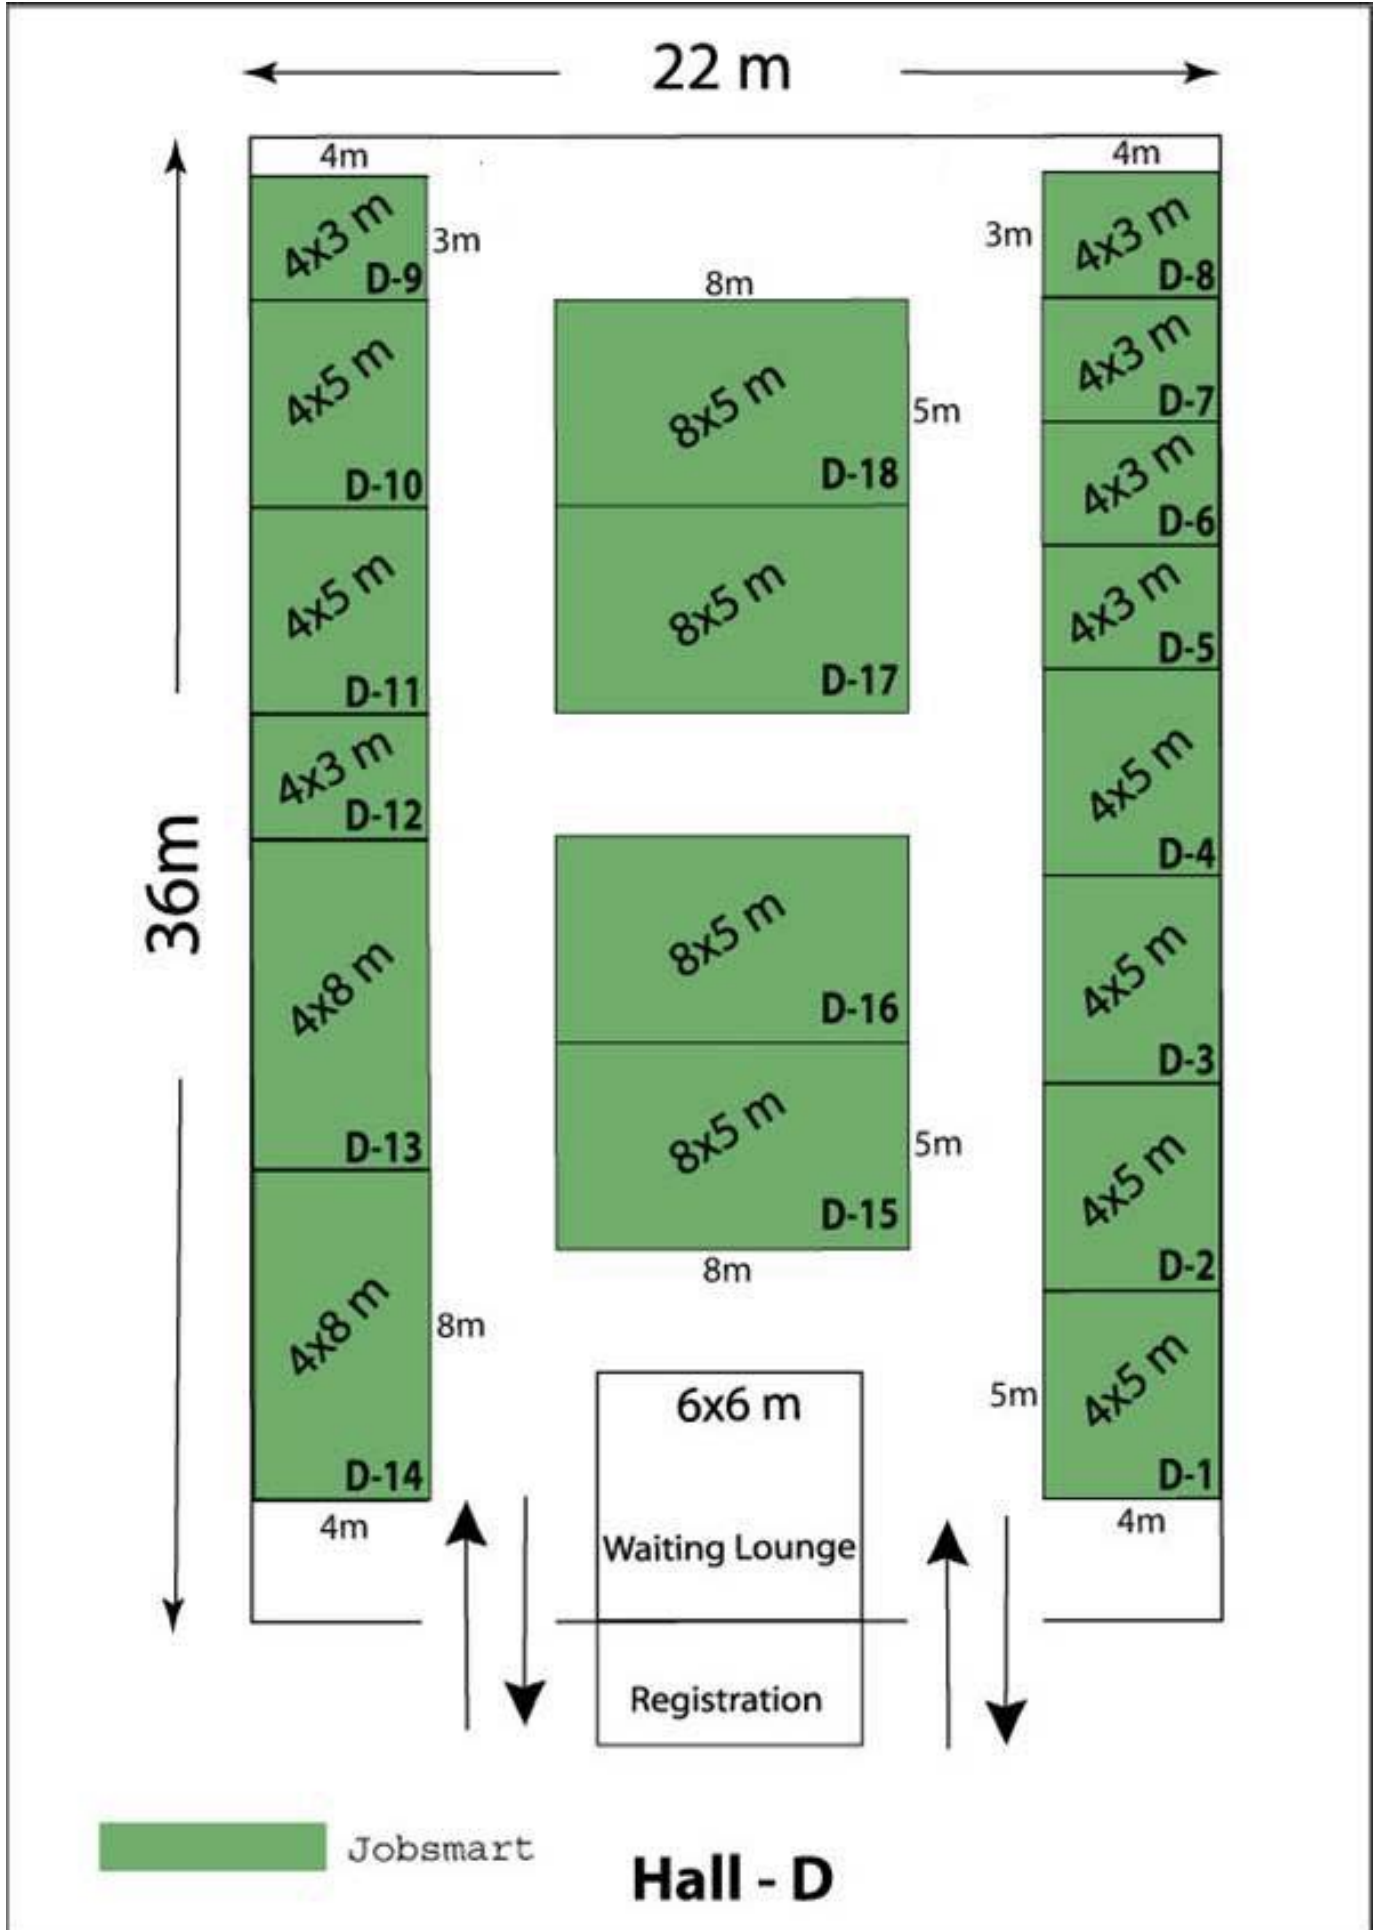 22 m
4m
4m
4x3 m
D-9
3m
3m
4x3 m
D-8
8m
4x5 m
D-10
8x5 m
D-18
5m
4x3 m
D-7
4x3 m
D-6
4x5 m
D-11
8x5 m
D-17
4x3 m
D-5
4x3 m
D-12
4x5 m
D-4
36m
4x8 m
D-13
8x5 m
D-16
4x5 m
D-3
8x5 m
D-15
5m
8m
4x5 m
D-2
4x8 m
D-14
8m
6x6 m
5m
4x5 m
D-1
4m
4m
Waiting Lounge
Registration
Jobsmart
Hall - D